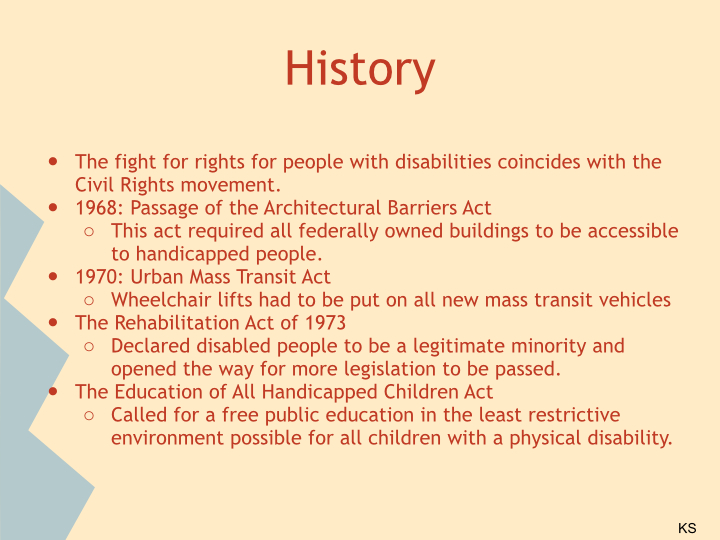 History
● The fight for rights for people with disabilities coincides with the
Civil Rights movement.
● 1968: Passage of the Architectural Barriers Act
○ This act required all federally owned buildings to be accessible
to handicapped people.
● 1970: Urban Mass Transit Act
○ Wheelchair lifts had to be put on all new mass transit vehicles
● The Rehabilitation Act of 1973
○ Declared disabled people to be a legitimate minority and
opened the way for more legislation to be passed.
● The Education of All Handicapped Children Act
○ Called for a free public education in the least restrictive
environment possible for all children with a physical disability.
KS